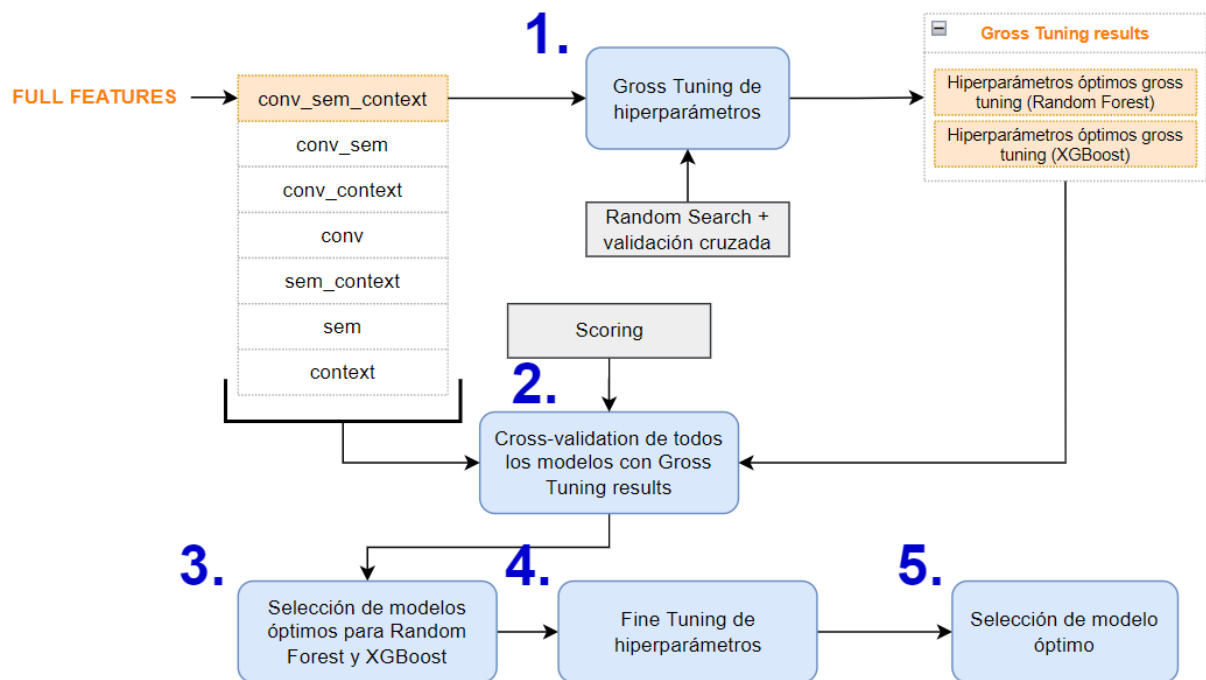 1.
Gross Tuning results
FULL FEATURES
conv_sem_context
Gross Tuning de
hiperparámetros
Hiperparámetros óptimos gross
tuning (Random Forest)
Hiperparámetros óptimos gross
tuning (XGBoost)
conv_sem
conv_context
conv
sem_context
sem
context
Random Search +
validación cruzada
Scoring
2.
Cross-validation de todos
los modelos con Gross
Tuning results
3.
Selección de modelos
óptimos para Random
Forest y XGBoost
4.
Fine Tuning de
hiperparámetros
5.
Selección de modelo
óptimo